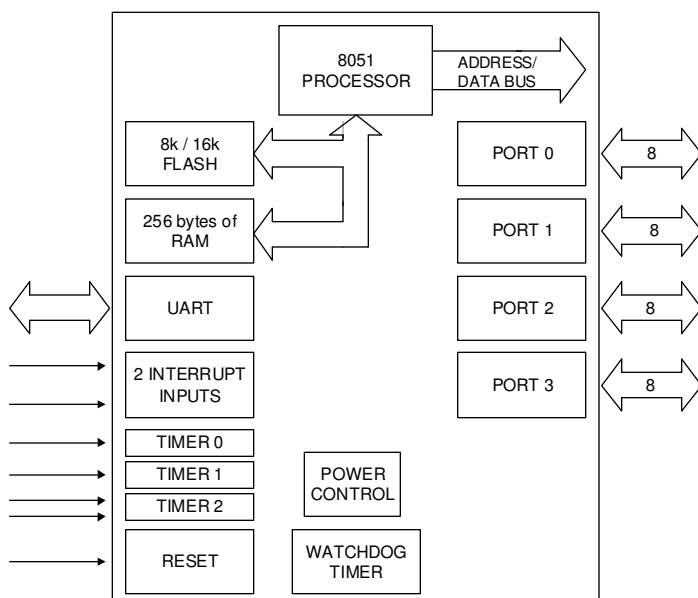 8051
PROCESSOR
ADDRESS/
DATA BUS
8k / 16k
FLASH
256 bytes of
RAM
UART
2 INTERRUPT
INPUTS
TIMER 0
TIMER 1
TIMER 2
RESET
POWER
CONTROL
WATCHDOG
TIMER
PORT 0
8
PORT 1
8
PORT 2
8
PORT 3
8